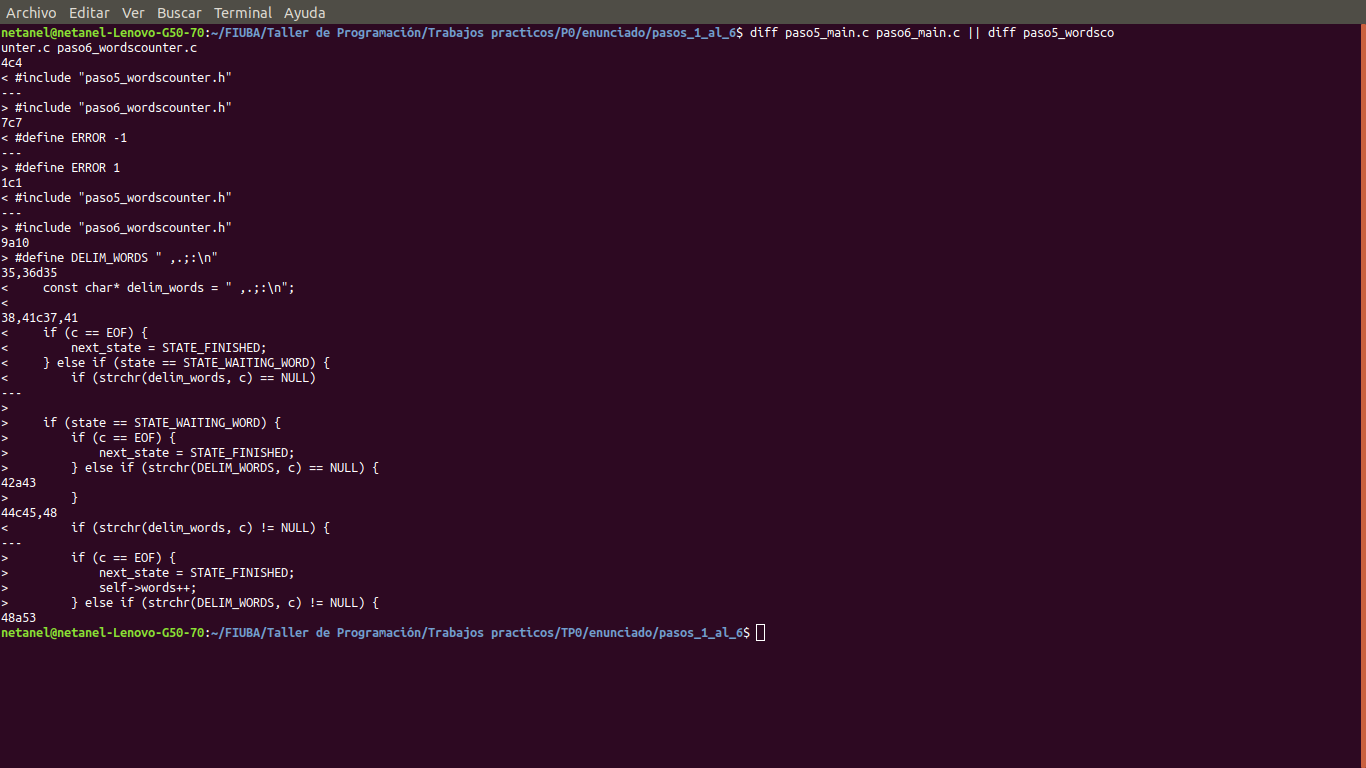 Archivo Editar Ver Buscar Terminal Ayuda
netanel@netanel-Lenovo-G50-70:~/FIUBA/Taller de Programación/Trabajos practicos/P0/enunciado/pasos_1_al_6$ diff paso5_main.c paso6_main.c || diff paso5_wordsco
unter.c paso6_wordscounter.c
4c4
< #include "paso5_wordscounter.h"
---
> #include "paso6_wordscounter.h"
7c7
< #define ERROR -1
---
> #define ERROR 1
1c1
< #include "paso5_wordscounter.h"
---
> #include "paso6_wordscounter.h"
9a10
> #define DELIM_WORDS " ,.;:\n"
35,36d35
<     const char* delim_words = " ,.;:\n";
<
38,41c37,41
<     if (c == EOF) {
<         next_state = STATE_FINISHED;
<     } else if (state == STATE_WAITING_WORD) {
<         if (strchr(delim_words, c) == NULL)
---
>
>     if (state == STATE_WAITING_WORD) {
>         if (c == EOF) {
>             next_state = STATE_FINISHED;
>         } else if (strchr(DELIM_WORDS, c) == NULL) {
42a43
>         }
44c45,48
<         if (strchr(delim_words, c) != NULL) {
---
>         if (c == EOF) {
>             next_state = STATE_FINISHED;
>             self->words++;
>         } else if (strchr(DELIM_WORDS, c) != NULL) {
48a53
netanel@netanel-Lenovo-G50-70:~/FIUBA/Taller de Programación/Trabajos practicos/TP0/enunciado/pasos_1_al_6$